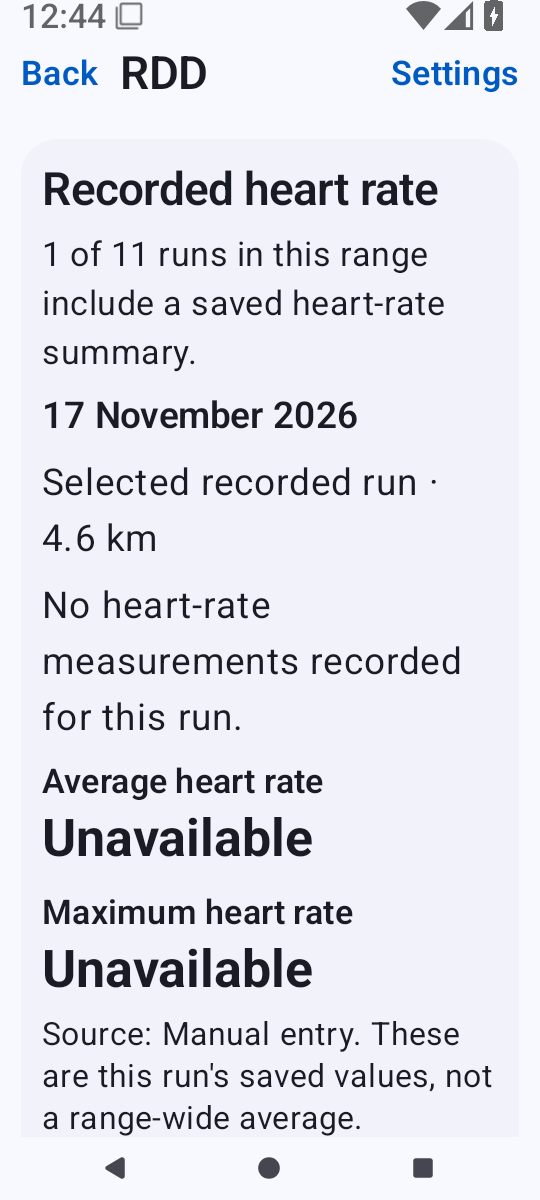 12:44
Back RDD Settings
Recorded heart rate
1 of 11 runs in this range
include a saved heart-rate
summary.
17 November 2026
Selected recorded run ·
4.6 km
No heart-rate
measurements recorded
for this run.
Average heart rate
Unavailable
Maximum heart rate
Unavailable
Source: Manual entry. These
are this run's saved values, not
a range-wide average.